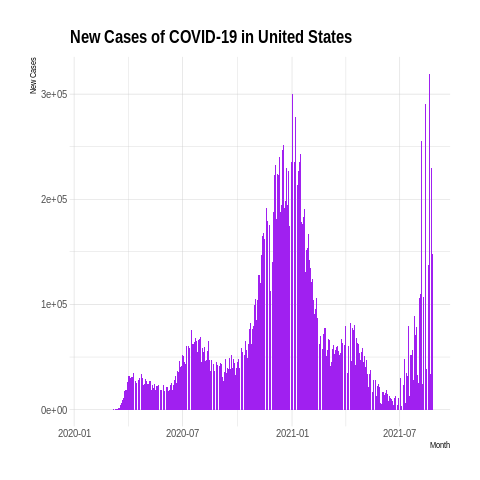 New Cases of COVID-19 in United States
New Cases
3e+05
2e+05
1e+05
0e+00
2020-01 2020-07 2021-01 2021-07
Month